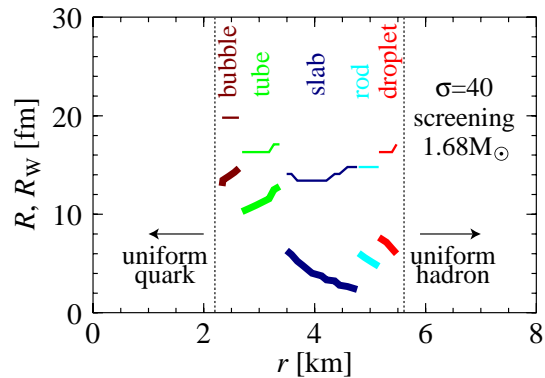 30
20
10
0
R, R_W [fm]
bubble
tube
slab
rod
droplet
σ=40
screening
1.68M⊙
uniform
quark
uniform
hadron
0 2 4 6 8
r [km]